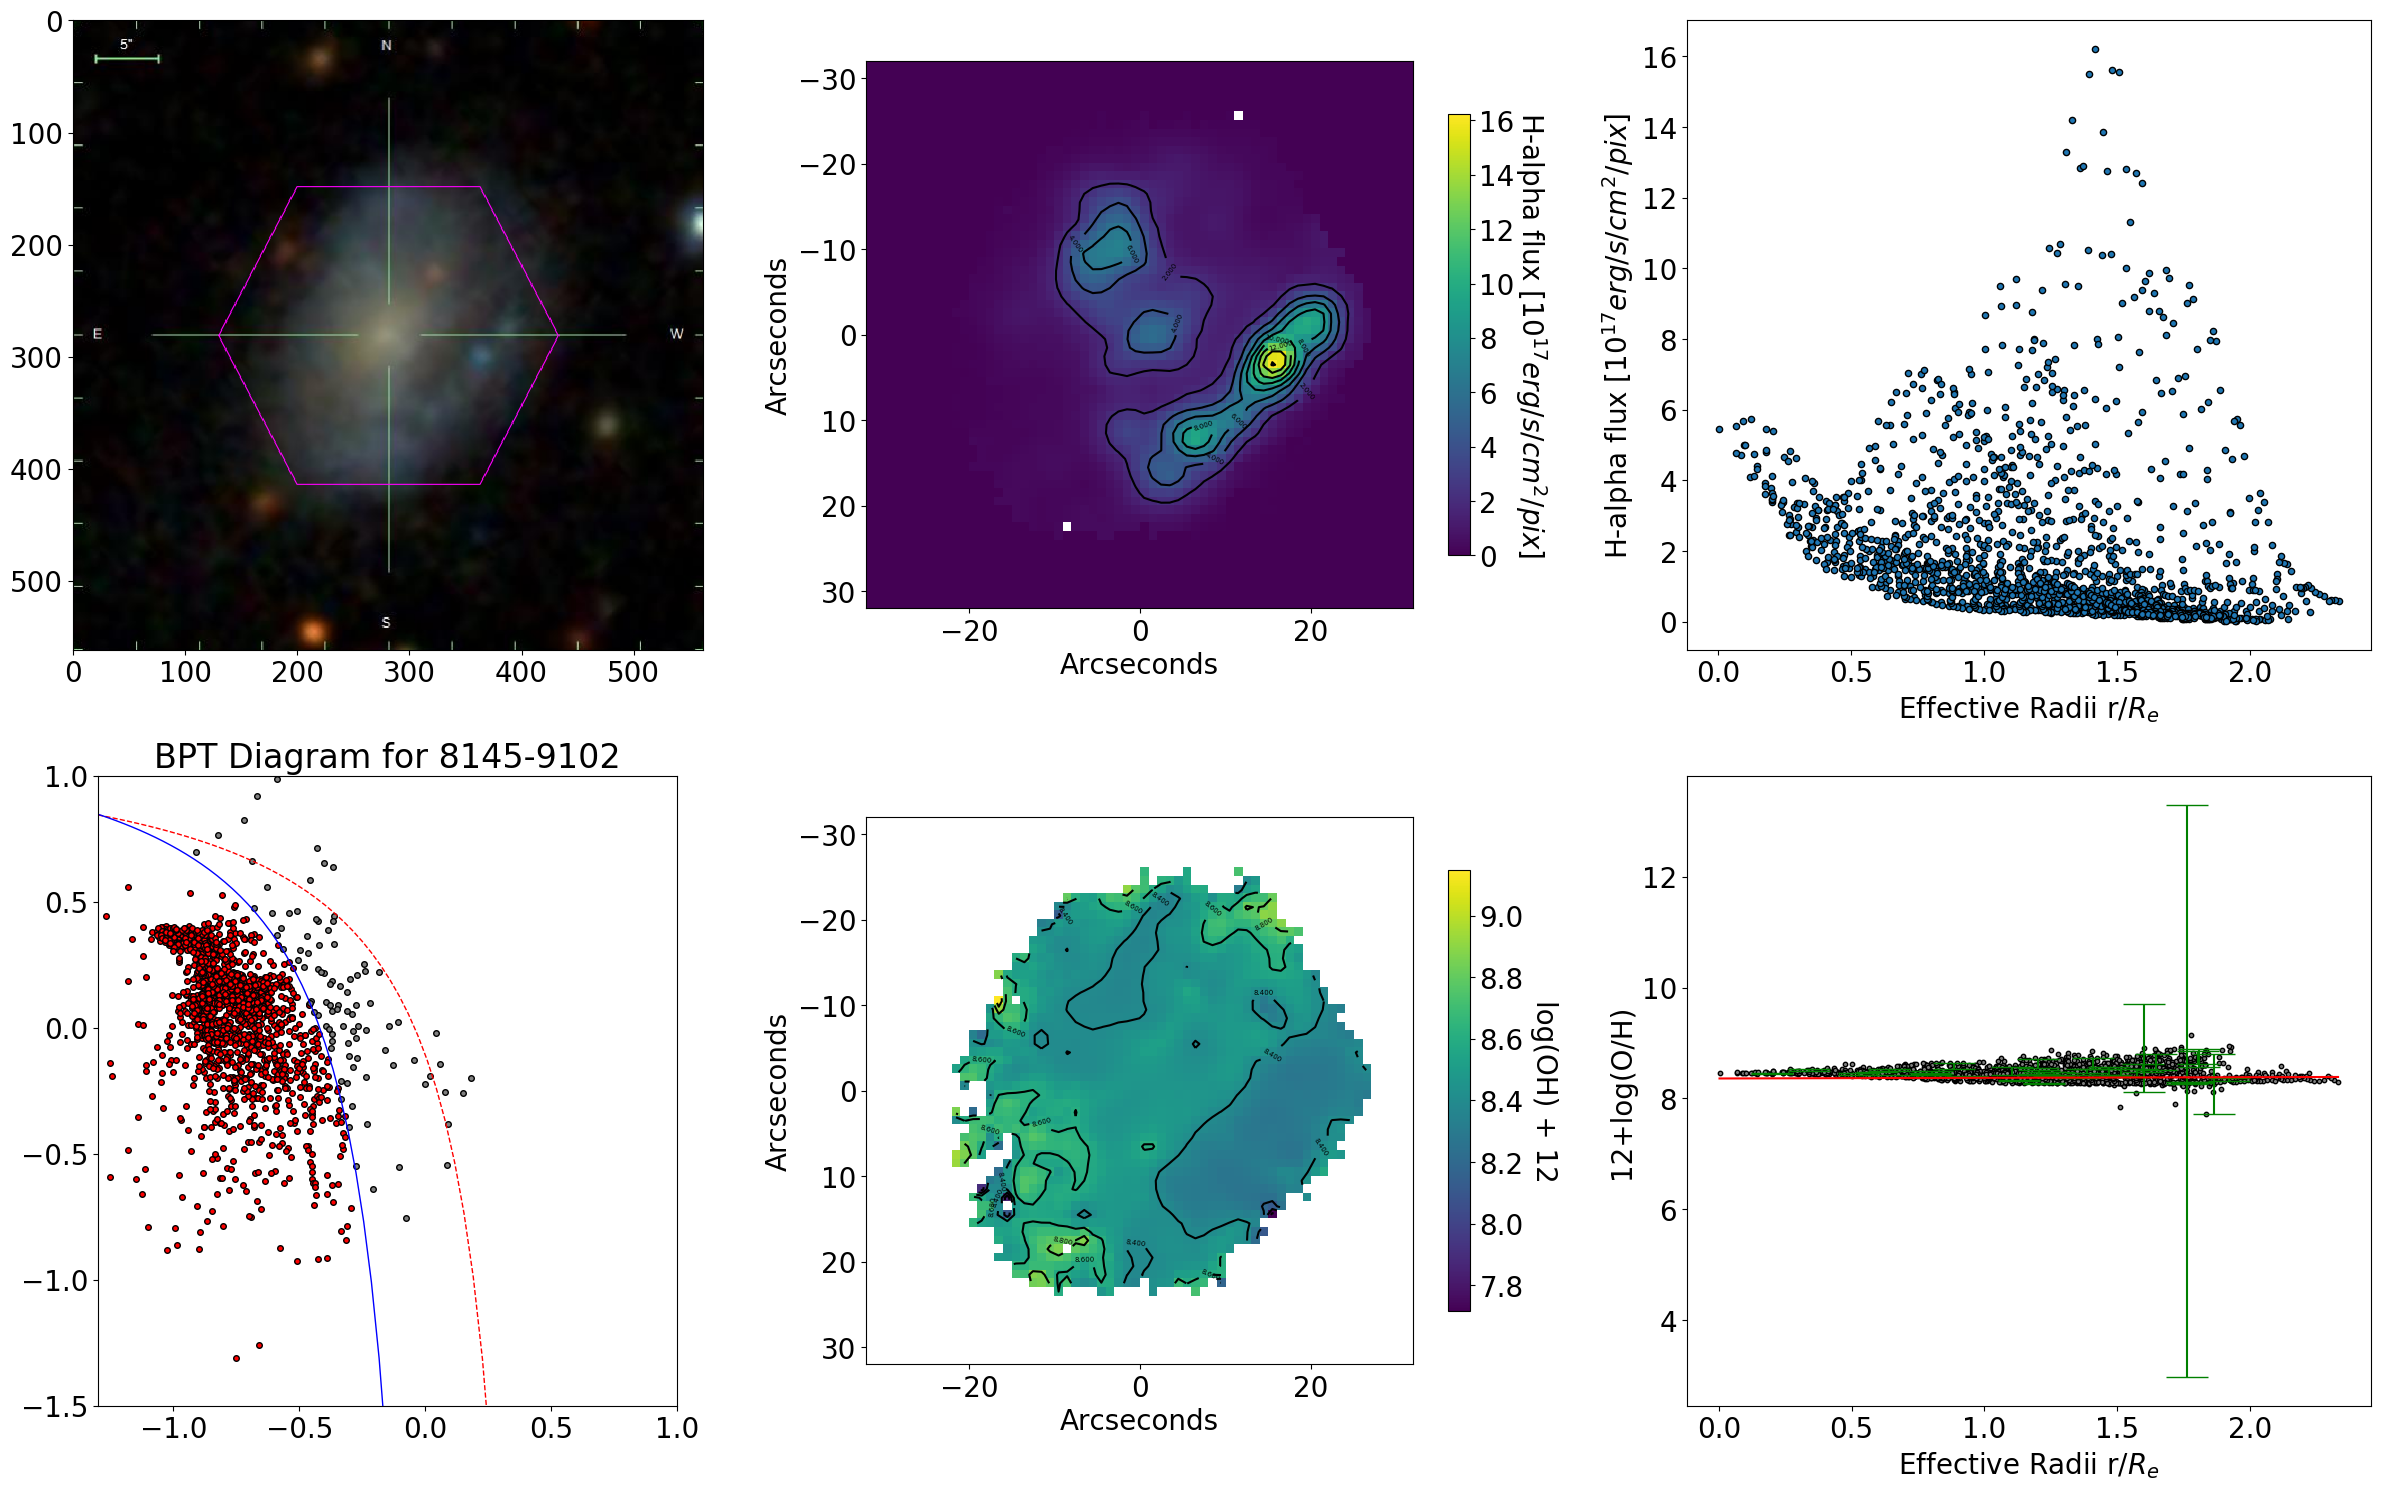 5"
N
E
W
S
0
100
200
300
400
500
0 100 200 300 400 500
−30
−20
−10
0
10
20
30
Arcseconds
−20 0 20
Arcseconds
16
14
12
10
8
6
4
2
0
H-alpha flux [10^17 erg/s/cm^2/pix]
16
14
12
10
8
6
4
2
0
H-alpha flux [10^17 erg/s/cm^2/pix]
0.0 0.5 1.0 1.5 2.0
Effective Radii r/R_e
BPT Diagram for 8145-9102
1.0
0.5
0.0
−0.5
−1.0
−1.5
−1.0 −0.5 0.0 0.5 1.0
−30
−20
−10
0
10
20
30
Arcseconds
−20 0 20
Arcseconds
9.0
8.8
8.6
8.4
8.2
8.0
7.8
log(OH) + 12
12
10
8
6
4
12+log(O/H)
0.0 0.5 1.0 1.5 2.0
Effective Radii r/R_e